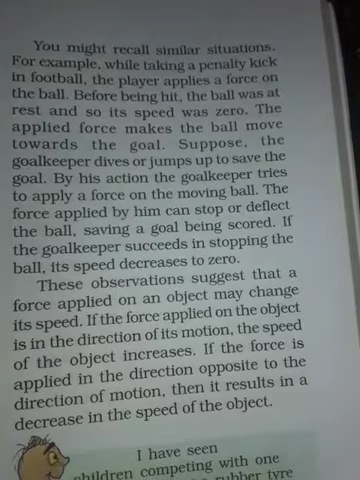 You might recall similar situations.
For example, while taking a penalty kick
in football, the player applies a force on
the ball. Before being hit, the ball was at
rest and so its speed was zero. The
applied force makes the ball move
towards the goal. Suppose, the
goalkeeper dives or jumps up to save the
goal. By his action the goalkeeper tries
to apply a force on the moving ball. The
force applied by him can stop or deflect
the ball, saving a goal being scored. If
the goalkeeper succeeds in stopping the
ball, its speed decreases to zero.
These observations suggest that a
force applied on an object may change
its speed. If the force applied on the object
is in the direction of its motion, the speed
of the object increases. If the force is
applied in the direction opposite to the
direction of motion, then it results in a
decrease in the speed of the object.
I have seen
children competing with one
rubber tyre